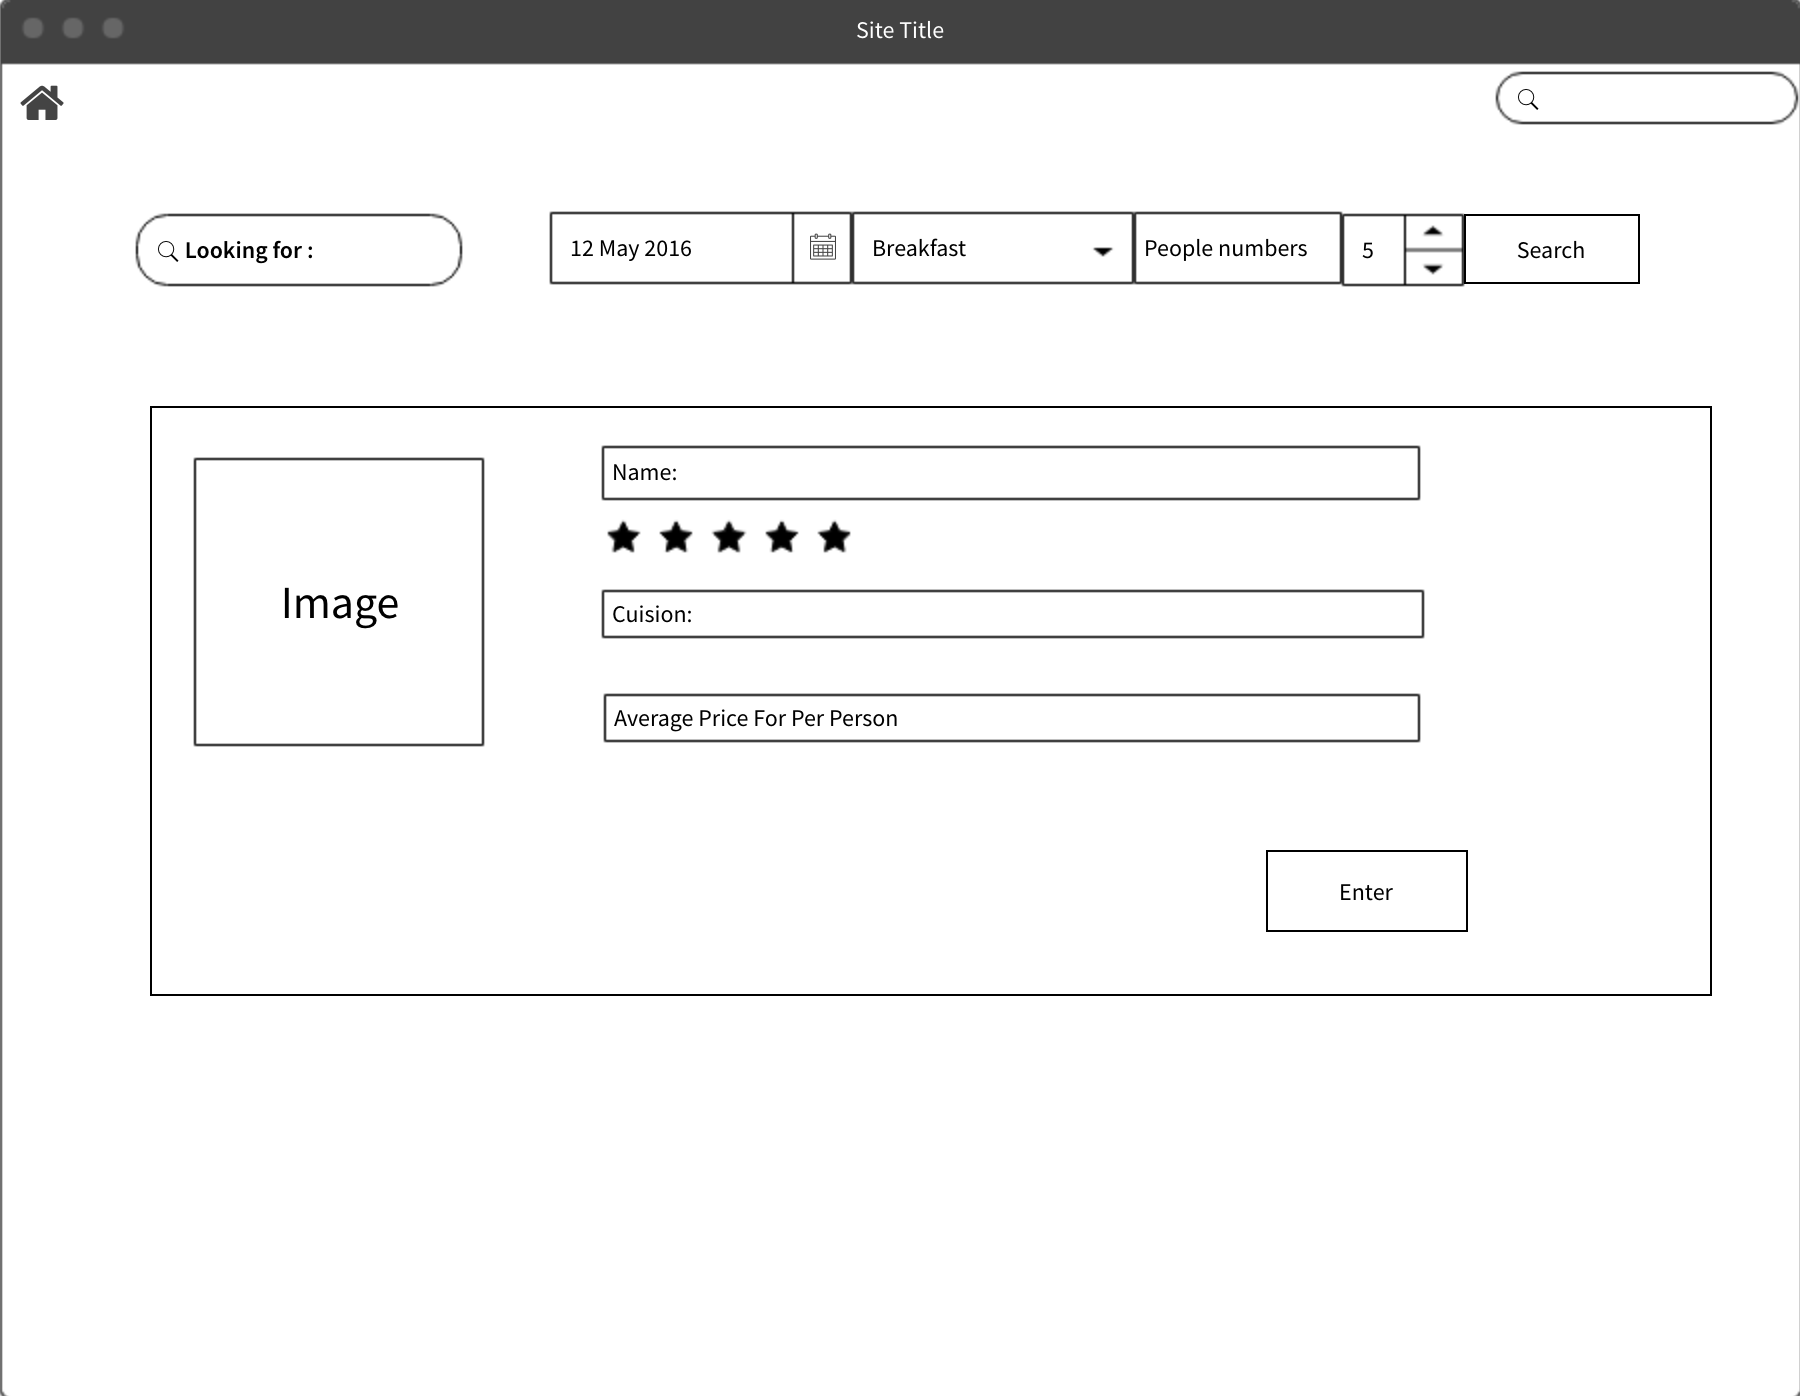 Site Title
Looking for :
12 May 2016
Breakfast
People numbers
5
Search
Name:
Image
Cuision:
Average Price For Per Person
Enter